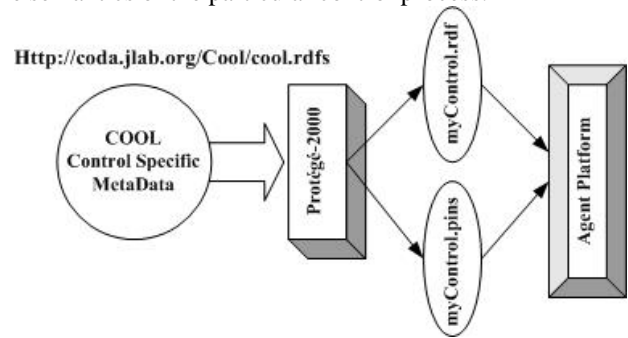 Http://coda.jlab.org/Cool/cool.rdfs
COOL
Control Specific
MetaData
Protégé-2000
myControl.rdf
myControl.pins
Agent Platform